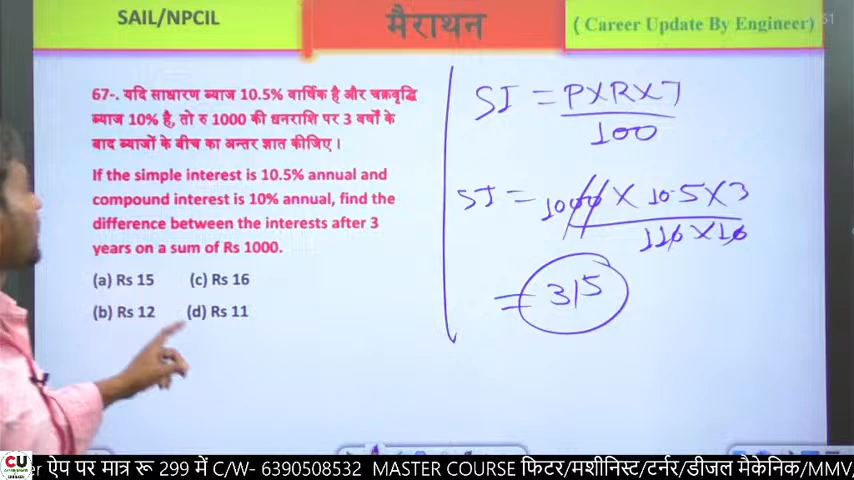 SAIL/NPCIL
मैराथन
( Career Update By Engineer)
67-. यदि साधारण ब्याज 10.5% वार्षिक है और चक्रवृद्धि
ब्याज 10% है, तो रु 1000 की धनराशि पर 3 वर्षों के
बाद ब्याजों के बीच का अन्तर ज्ञात कीजिए।
If the simple interest is 10.5% annual and
compound interest is 10% annual, find the
difference between the interests after 3
years on a sum of Rs 1000.
(a) Rs 15 (c) Rs 16
(b) Rs 12 (d) Rs 11
SI = PXRXT
100
SI = 1000 X 10.5X3
= 315
CU
ऐप पर मात्र रू 299 में C/W- 6390508532 MASTER COURSE फिटर/मशीनिस्ट/टर्नर/डीजल मैकेनिक/MMV/